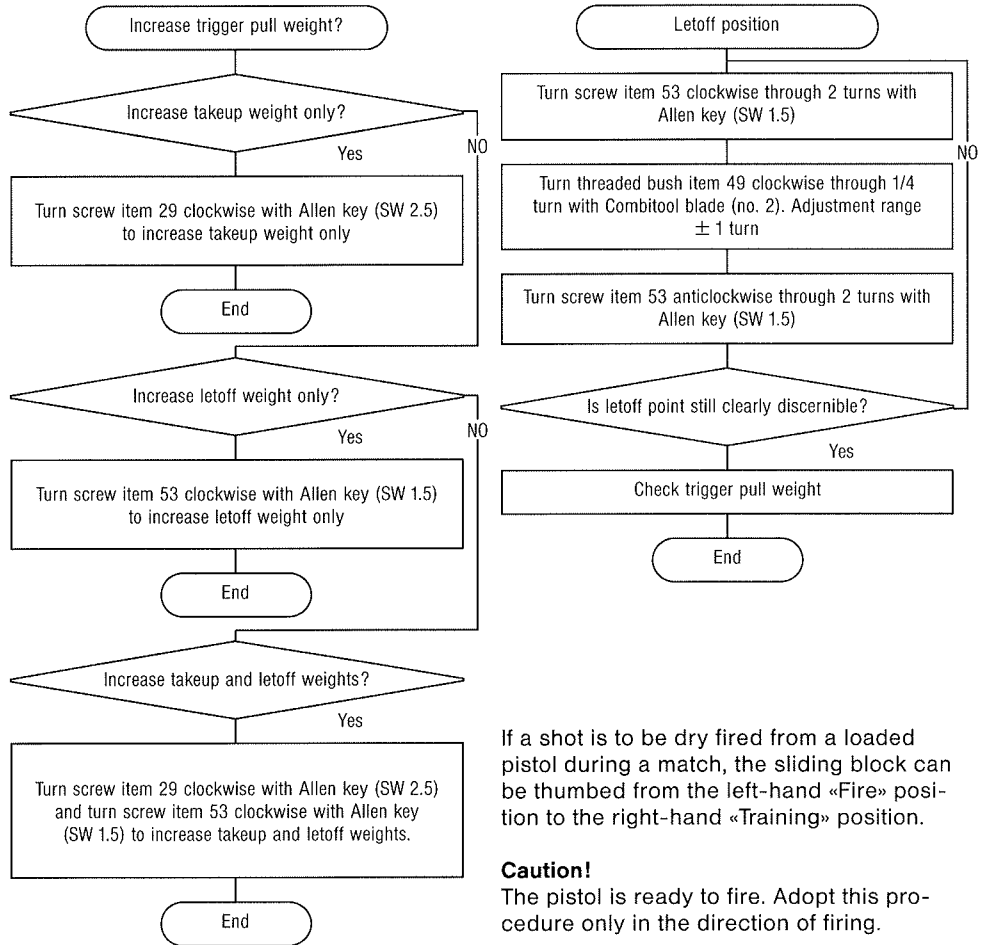 Increase trigger pull weight?
Increase takeup weight only?
Yes
NO
Turn screw item 29 clockwise with Allen key (SW 2.5)
to increase takeup weight only
End
Increase letoff weight only?
Yes
NO
Turn screw item 53 clockwise with Allen key (SW 1.5)
to increase letoff weight only
End
Increase takeup and letoff weights?
Yes
Turn screw item 29 clockwise with Allen key (SW 2.5)
and turn screw item 53 clockwise with Allen key
(SW 1.5) to increase takeup and letoff weights.
End
Letoff position
Turn screw item 53 clockwise through 2 turns with
Allen key (SW 1.5)
NO
Turn threaded bush item 49 clockwise through 1/4
turn with Combitool blade (no. 2). Adjustment range
± 1 turn
Turn screw item 53 anticlockwise through 2 turns with
Allen key (SW 1.5)
Is letoff point still clearly discernible?
Yes
Check trigger pull weight
End
If a shot is to be dry fired from a loaded
pistol during a match, the sliding block can
be thumbed from the left-hand «Fire» posi-
tion to the right-hand «Training» position.
Caution!
The pistol is ready to fire. Adopt this pro-
cedure only in the direction of firing.